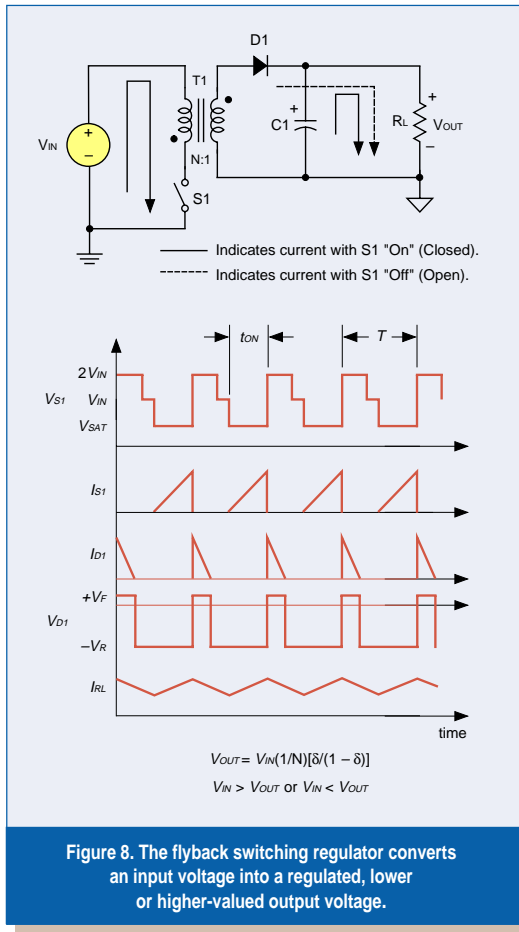 D1
T1
VIN
+
−
N:1
S1
+
C1
RL
+
VOUT
−
Indicates current with S1 "On" (Closed).
Indicates current with S1 "Off" (Open).
tON
T
2VIN
VS1
VIN
VSAT
IS1
ID1
+VF
VD1
−VR
IRL
time
VOUT = VIN(1/N)[δ/(1 − δ)]
VIN > VOUT or VIN < VOUT
Figure 8. The flyback switching regulator converts
an input voltage into a regulated, lower
or higher-valued output voltage.